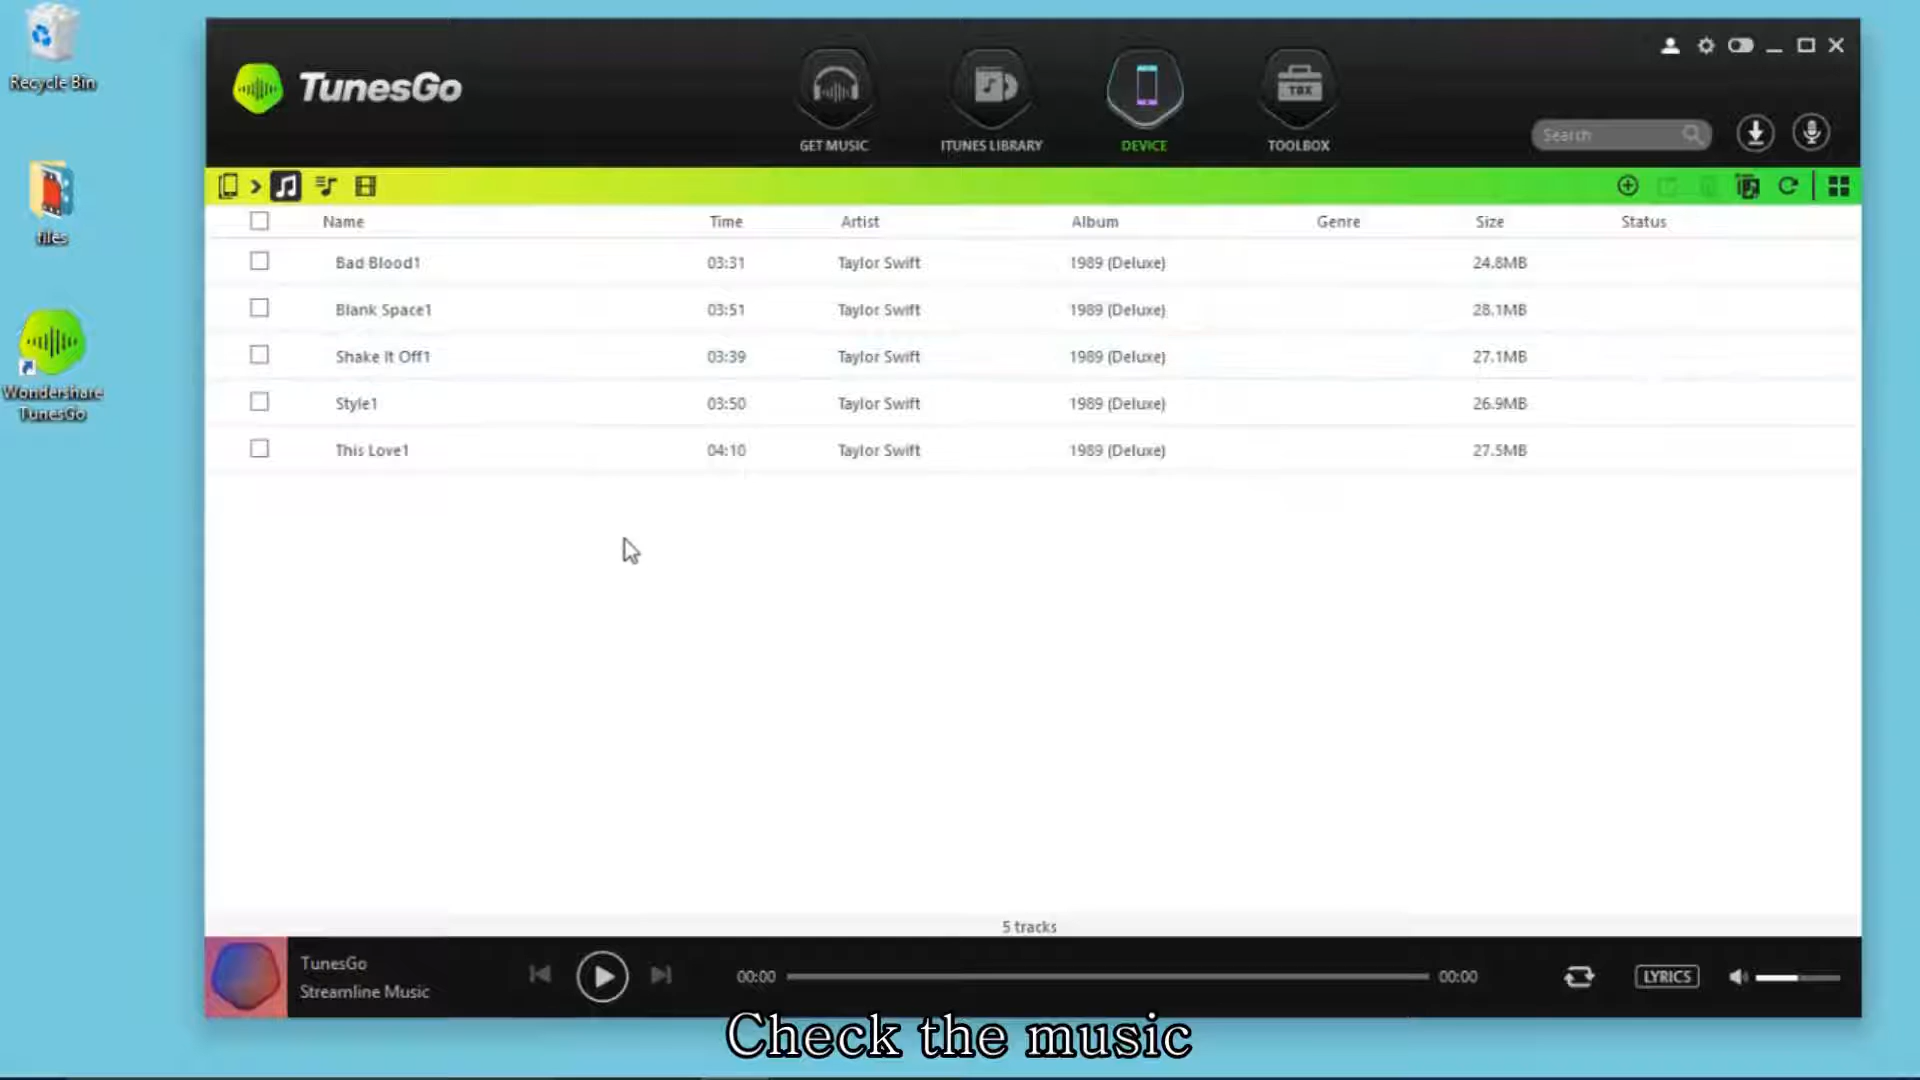 Recycle Bin
files
Wondershare
TunesGo
TunesGo
GET MUSIC
ITUNES LIBRARY
DEVICE
TBX
TOOLBOX
Search
Name Time Artist Album Genre Size Status
Bad Blood1 03:31 Taylor Swift 1989 (Deluxe) 24.8MB
Blank Space1 03:51 Taylor Swift 1989 (Deluxe) 28.1MB
Shake It Off1 03:39 Taylor Swift 1989 (Deluxe) 27.1MB
Style1 03:50 Taylor Swift 1989 (Deluxe) 26.9MB
This Love1 04:10 Taylor Swift 1989 (Deluxe) 27.5MB
5 tracks
TunesGo
Streamline Music
00:00 00:00
LYRICS
Check the music